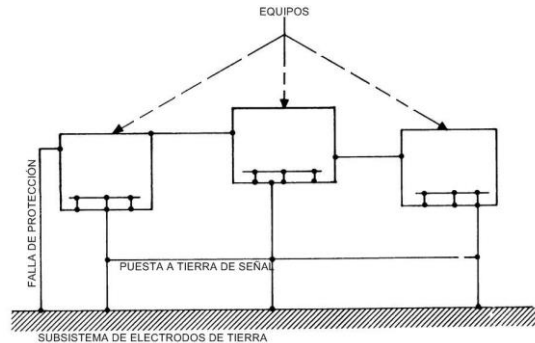 EQUIPOS
FALLA DE PROTECCIÓN
PUESTA A TIERRA DE SEÑAL
SUBSISTEMA DE ELECTRODOS DE TIERRA